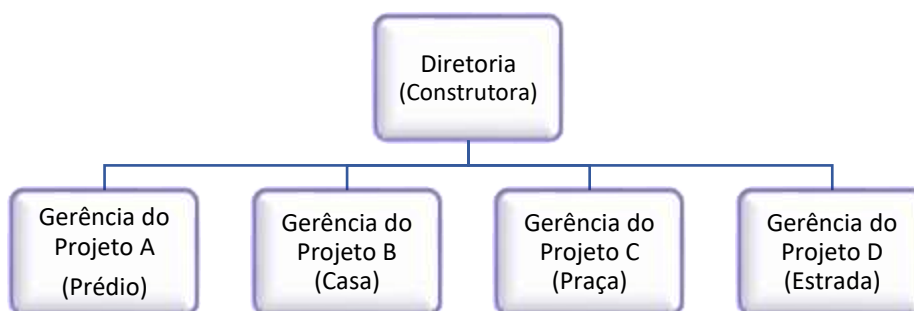 Diretoria
(Construtora)
Gerência do
Projeto A
(Prédio)
Gerência do
Projeto B
(Casa)
Gerência do
Projeto C
(Praça)
Gerência do
Projeto D
(Estrada)